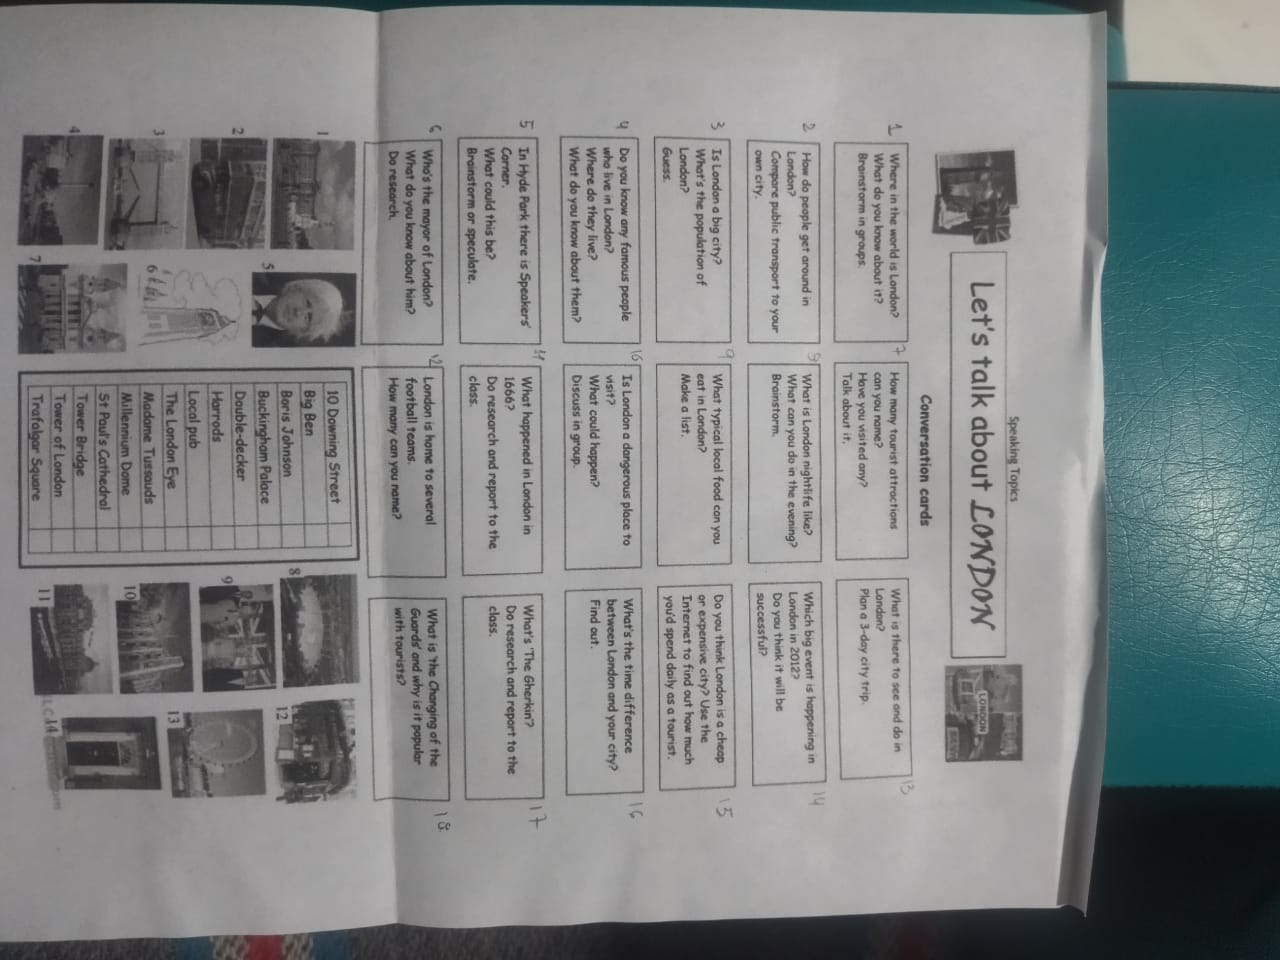 Speaking Topics
Let's talk about LONDON
LONDON
Conversation cards
1
Where in the world is London?
What do you know about it?
Brainstorm in groups.
7
How many tourist attractions
can you name?
Have you visited any?
Talk about it.
13
What is there to see and do in
London?
Plan a 3-day city trip.
2
How do people get around in
London?
Compare public transport to your
own city.
What is London nightlife like?
What can you do in the evening?
Brainstorm.
14
Which big event is happening in
London in 2012?
Do you think it will be
successful?
3
Is London a big city?
What's the population of
London?
Guess.
9
What typical local food can you
eat in London?
Make a list.
15
Do you think London is a cheap
or expensive city? Use the
Internet to find out how much
you'd spend daily as a tourist.
4
Do you know any famous people
who live in London?
Where do they live?
What do you know about them?
Is London a dangerous place to
visit?
What could happen?
Discuss in group.
16
What's the time difference
between London and your city?
Find out.
5
In Hyde Park there is Speakers'
Corner.
What could this be?
Brainstorm or speculate.
11
What happened in London in
1666?
Do research and report to the
class.
17
What's 'The Gherkin'?
Do research and report to the
class.
6
Who's the mayor of London?
What do you know about him?
Do research.
12
London is home to several
football teams.
How many can you name?
18
What is 'the Changing of the
Guards' and why is it popular
with tourists?
1
2
3
4
5
6
7
10 Downing Street
Big Ben
Boris Johnson
Buckingham Palace
Double-decker
Harrods
Local pub
The London Eye
Madame Tussauds
Millennium Dome
St Paul's Cathedral
Tower Bridge
Tower of London
Trafalgar Square
8
9
10
11
12
13
14